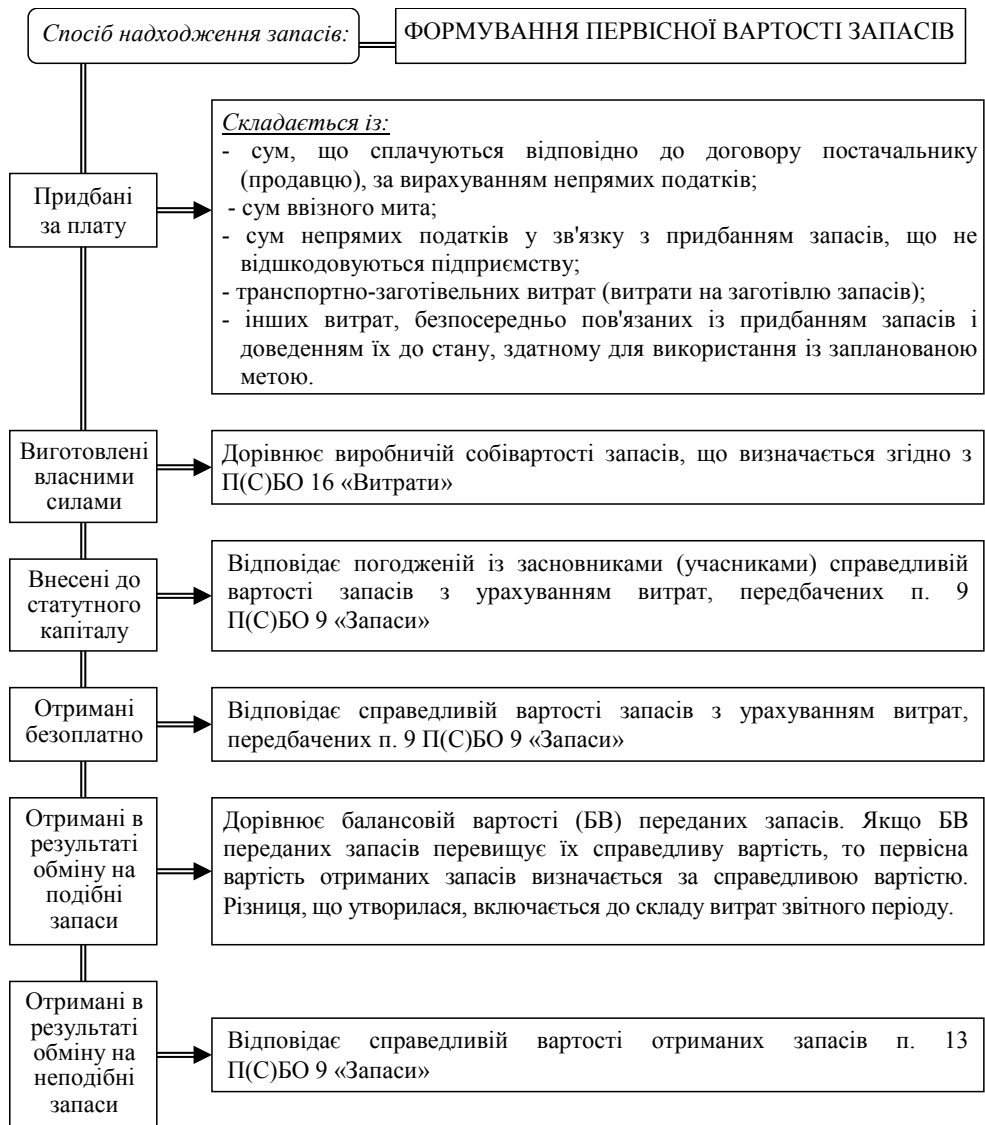 Спосіб надходження запасів:
ФОРМУВАННЯ ПЕРВІСНОЇ ВАРТОСТІ ЗАПАСІВ
Придбані
за плату
Складається із:
- сум, що сплачуються відповідно до договору постачальнику
(продавцю), за вирахуванням непрямих податків;
- сум ввізного мита;
- сум непрямих податків у зв'язку з придбанням запасів, що не
відшкодовуються підприємству;
- транспортно-заготівельних витрат (витрати на заготівлю запасів);
- інших витрат, безпосередньо пов'язаних із придбанням запасів і
доведенням їх до стану, здатному для використання із запланованою
метою.
Виготовлені
власними
силами
Дорівнює виробничій собівартості запасів, що визначається згідно з
П(С)БО 16 «Витрати»
Внесені до
статутного
капіталу
Відповідає погодженій із засновниками (учасниками) справедливій
вартості запасів з урахуванням витрат, передбачених п. 9
П(С)БО 9 «Запаси»
Отримані
безоплатно
Відповідає справедливій вартості запасів з урахуванням витрат,
передбачених п. 9 П(С)БО 9 «Запаси»
Отримані в
результаті
обміну на
подібні
запаси
Дорівнює балансовій вартості (БВ) переданих запасів. Якщо БВ
переданих запасів перевищує їх справедливу вартість, то первісна
вартість отриманих запасів визначається за справедливою вартістю.
Різниця, що утворилася, включається до складу витрат звітного періоду.
Отримані в
результаті
обміну на
неподібні
запаси
Відповідає справедливій вартості отриманих запасів п. 13
П(С)БО 9 «Запаси»